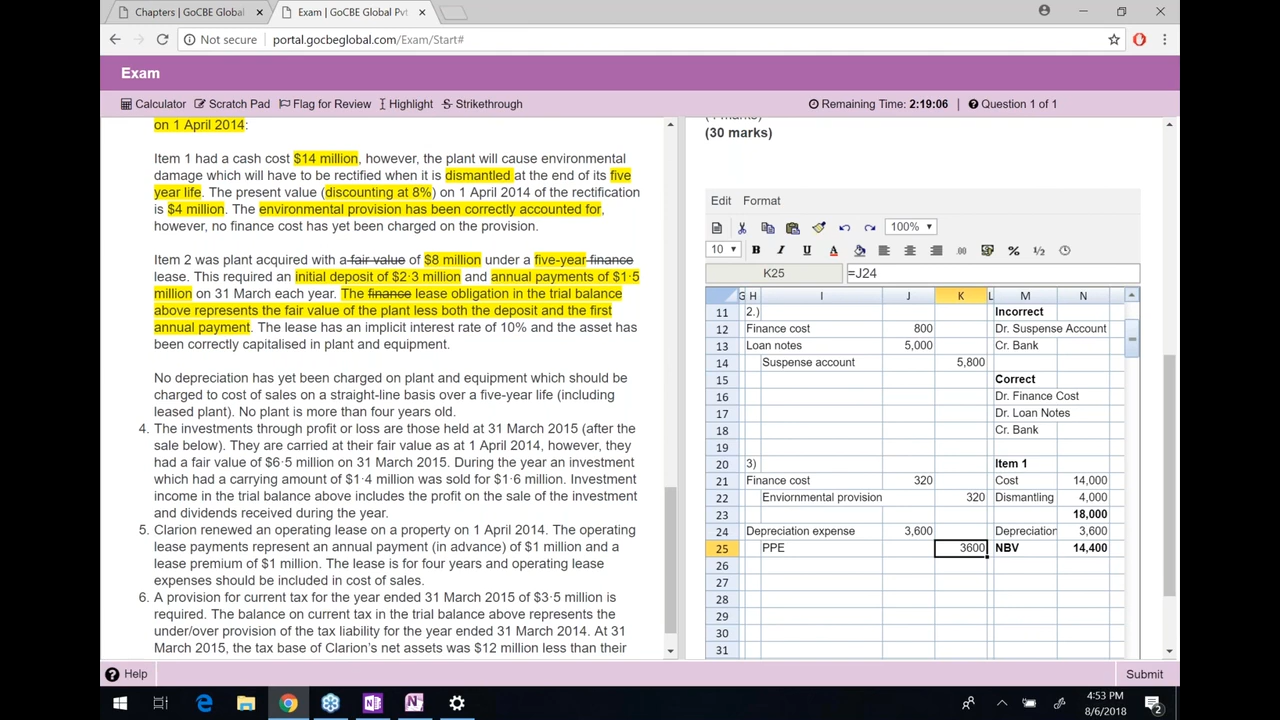 Chapters | GoCBE Global
Exam | GoCBE Global Pvt
Not secure | portal.gocbeglobal.com/Exam/Start#
Exam
Calculator Scratch Pad Flag for Review Highlight Strikethrough
Remaining Time: 2:19:06 | Question 1 of 1
on 1 April 2014:
Item 1 had a cash cost $14 million, however, the plant will cause environmental
damage which will have to be rectified when it is dismantled at the end of its five
year life. The present value (discounting at 8%) on 1 April 2014 of the rectification
is $4 million. The environmental provision has been correctly accounted for,
however, no finance cost has yet been charged on the provision.
Item 2 was plant acquired with a fair value of $8 million under a five-year finance
lease. This required an initial deposit of $2·3 million and annual payments of $1·5
million on 31 March each year. The finance lease obligation in the trial balance
above represents the fair value of the plant less both the deposit and the first
annual payment. The lease has an implicit interest rate of 10% and the asset has
been correctly capitalised in plant and equipment.
No depreciation has yet been charged on plant and equipment which should be
charged to cost of sales on a straight-line basis over a five-year life (including
leased plant). No plant is more than four years old.
4. The investments through profit or loss are those held at 31 March 2015 (after the
sale below). They are carried at their fair value as at 1 April 2014, however, they
had a fair value of $6·5 million on 31 March 2015. During the year an investment
which had a carrying amount of $1·4 million was sold for $1·6 million. Investment
income in the trial balance above includes the profit on the sale of the investment
and dividends received during the year.
5. Clarion renewed an operating lease on a property on 1 April 2014. The operating
lease payments represent an annual payment (in advance) of $1 million and a
lease premium of $1 million. The lease is for four years and operating lease
expenses should be included in cost of sales.
6. A provision for current tax for the year ended 31 March 2015 of $3·5 million is
required. The balance on current tax in the trial balance above represents the
under/over provision of the tax liability for the year ended 31 March 2014. At 31
March 2015, the tax base of Clarion's net assets was $12 million less than their
(30 marks)
Edit Format
100%
10 B I U A % 1/2
K25 =J24
G H I J K L M N
11 2.) Incorrect
12 Finance cost 800 Dr. Suspense Account
13 Loan notes 5,000 Cr. Bank
14 Suspense account 5,800
15 Correct
16 Dr. Finance Cost
17 Dr. Loan Notes
18 Cr. Bank
19
20 3) Item 1
21 Finance cost 320 Cost 14,000
22 Enviornmental provision 320 Dismantling 4,000
23 18,000
24 Depreciation expense 3,600 Depreciation 3,600
25 PPE 3600 NBV 14,400
26
27
28
29
30
31
Help
Submit
4:53 PM
8/6/2018
2